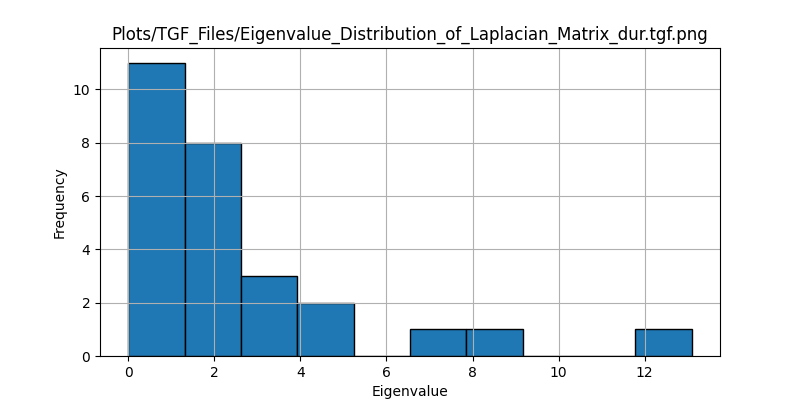 Plots/TGF_Files/Eigenvalue_Distribution_of_Laplacian_Matrix_dur.tgf.png
10
8
6
4
2
0
Frequency
0 2 4 6 8 10 12
Eigenvalue